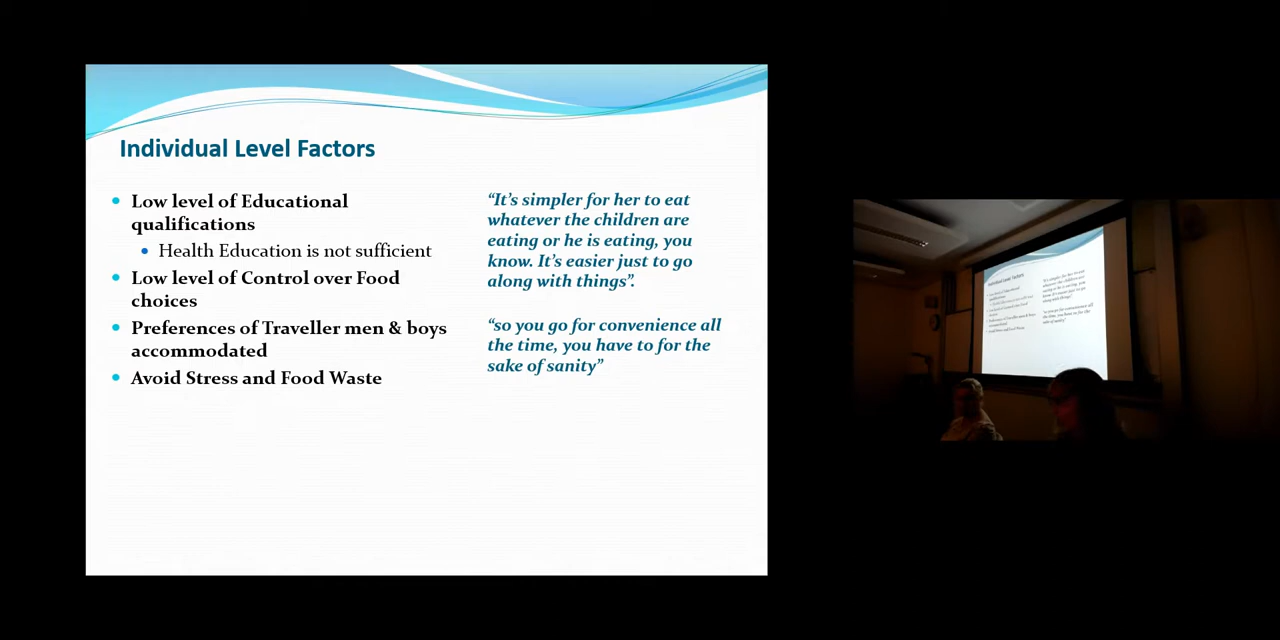 Individual Level Factors
Low level of Educational
qualifications
Health Education is not sufficient
Low level of Control over Food
choices
Preferences of Traveller men & boys
accommodated
Avoid Stress and Food Waste
“It’s simpler for her to eat
whatever the children are
eating or he is eating, you
know. It’s easier just to go
along with things”.
“so you go for convenience all
the time, you have to for the
sake of sanity”
Individual Level Factors